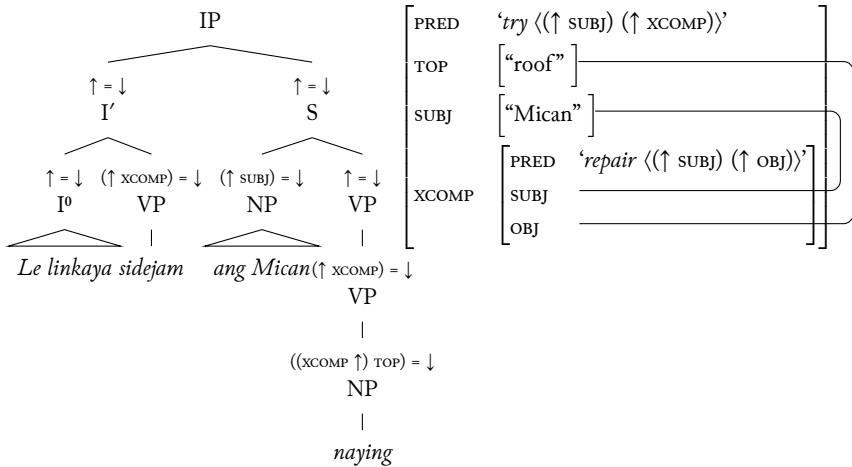 IP
↑ = ↓ ↑ = ↓
I′ S
↑ = ↓ (↑ XCOMP) = ↓ (↑ SUBJ) = ↓ ↑ = ↓
I⁰ VP NP VP
Le linkaya sidejam ang Mican (↑ XCOMP) = ↓
VP
((XCOMP ↑) TOP) = ↓
NP
naying
PRED ‘try ⟨(↑ SUBJ) (↑ XCOMP)⟩’
TOP [“roof”]
SUBJ [“Mican”]
XCOMP
PRED ‘repair ⟨(↑ SUBJ) (↑ OBJ)⟩’
SUBJ
OBJ